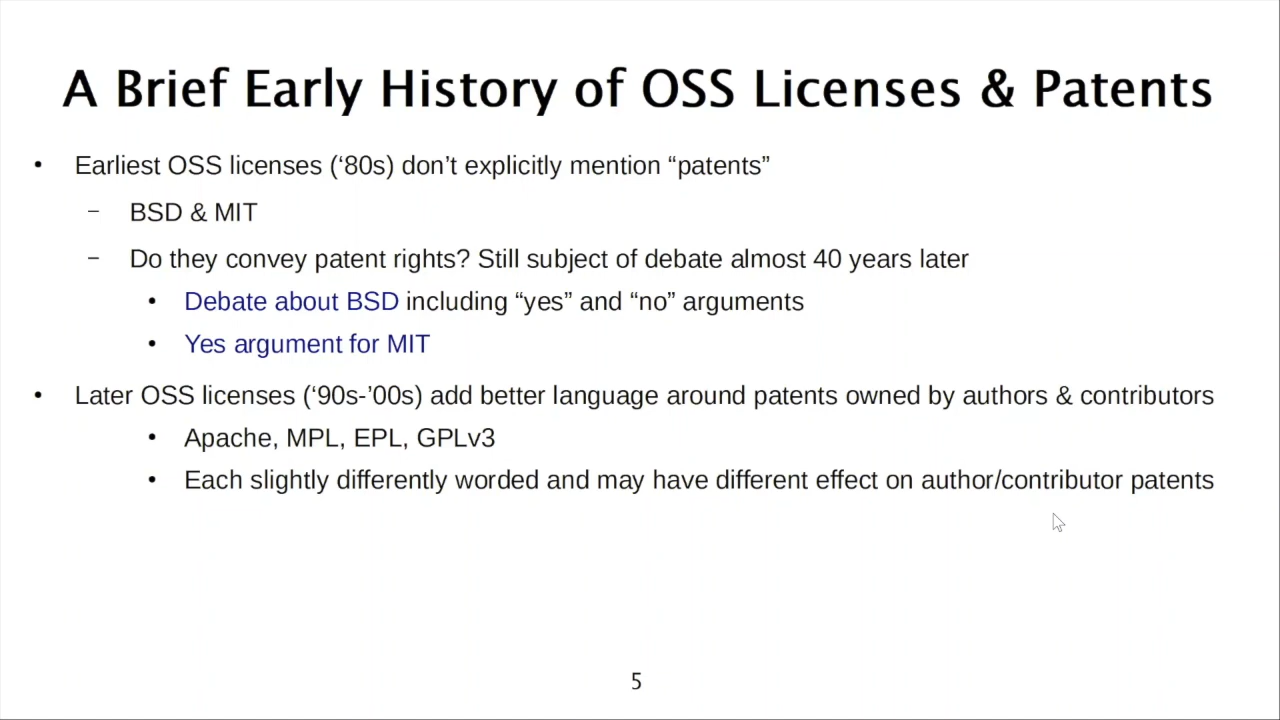 A Brief Early History of OSS Licenses & Patents
• Earliest OSS licenses (‘80s) don’t explicitly mention “patents”
– BSD & MIT
– Do they convey patent rights? Still subject of debate almost 40 years later
• Debate about BSD including “yes” and “no” arguments
• Yes argument for MIT
• Later OSS licenses (‘90s-’00s) add better language around patents owned by authors & contributors
• Apache, MPL, EPL, GPLv3
• Each slightly differently worded and may have different effect on author/contributor patents
5